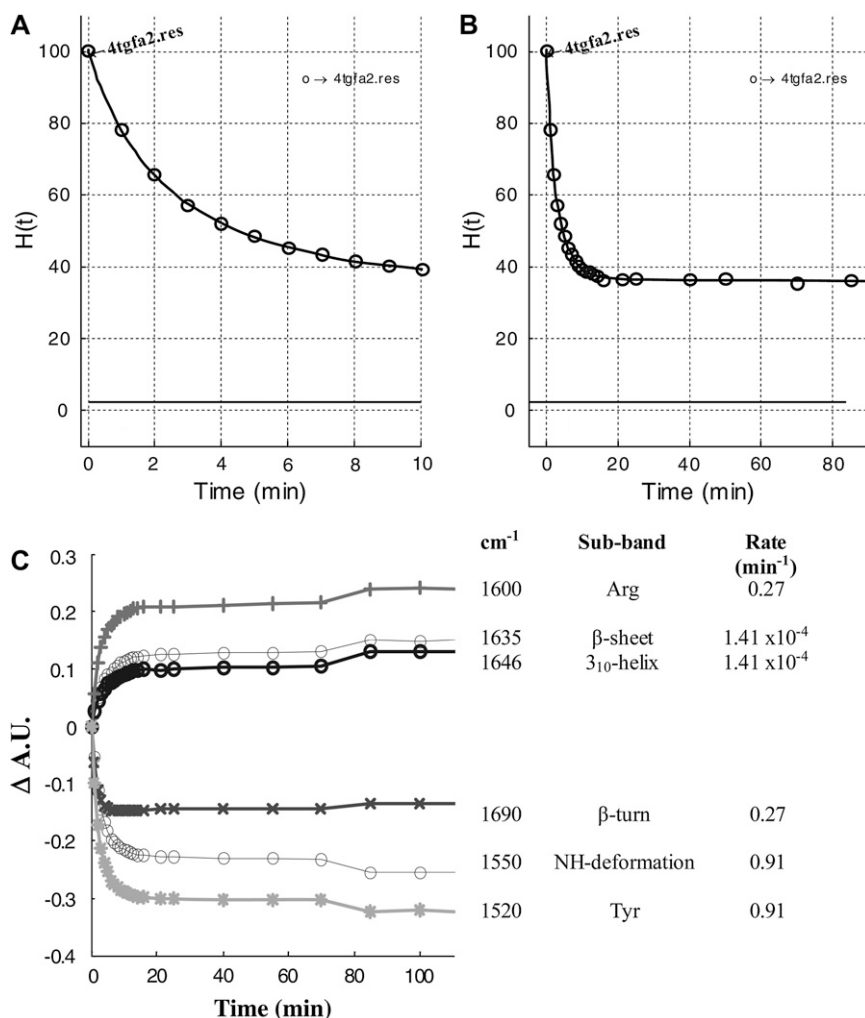 A
4tgfa2.res
o → 4tgfa2.res
H(t)
100
80
60
40
20
0
0 2 4 6 8 10
Time (min)
B
4tgfa2.res
o → 4tgfa2.res
H(t)
100
80
60
40
20
0
0 20 40 60 80
Time (min)
C
Δ A.U.
0.3
0.2
0.1
0
-0.1
-0.2
-0.3
-0.4
0 20 40 60 80 100
Time (min)
cm⁻¹ Sub-band Rate
(min⁻¹)
1600 Arg 0.27
1635 β-sheet 1.41 x10⁻⁴
1646 3₁₀-helix 1.41 x10⁻⁴
1690 β-turn 0.27
1550 NH-deformation 0.91
1520 Tyr 0.91